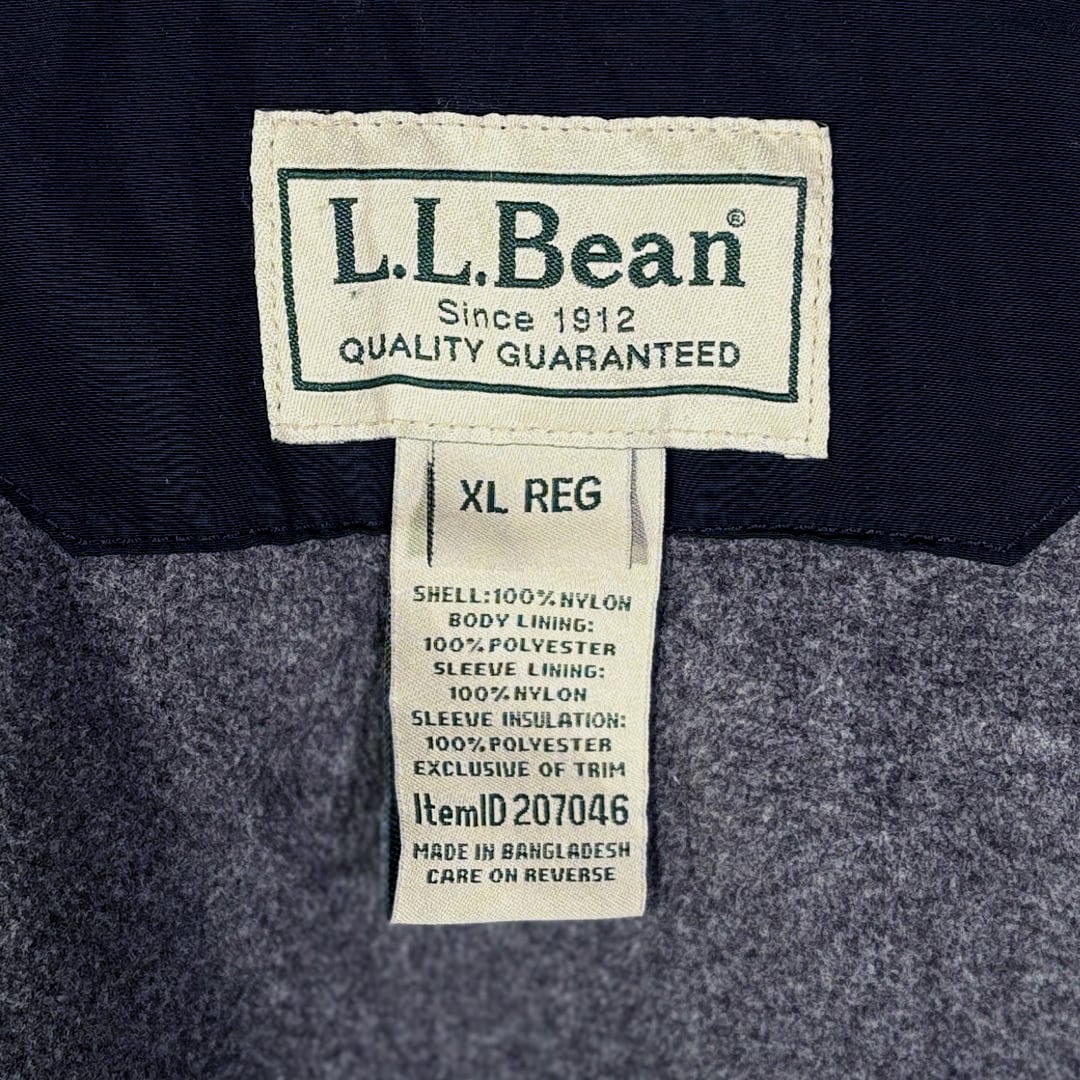 L.L.Bean®
Since 1912
QUALITY GUARANTEED
XL REG
SHELL:100%NYLON
BODY LINING:
100%POLYESTER
SLEEVE LINING:
100%NYLON
SLEEVE INSULATION:
100%POLYESTER
EXCLUSIVE OF TRIM
ItemID 207046
MADE IN BANGLADESH
CARE ON REVERSE